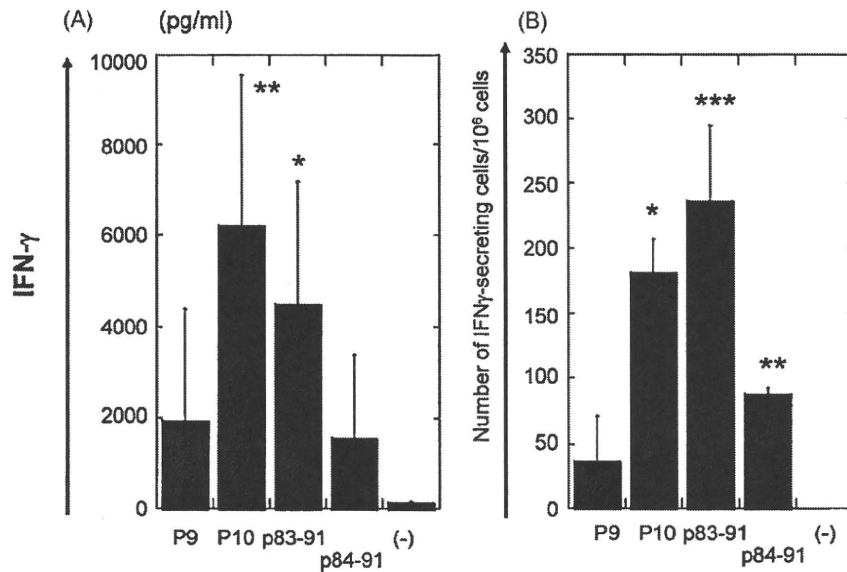 (A) (pg/ml)
10000
8000
6000
4000
2000
0
IFN-γ
**
*
P9 P10 p83-91 (-)
p84-91
(B)
350
300
250
200
150
100
50
0
Number of IFNγ-secreting cells/10⁶ cells
*
***
**
P9 P10 p83-91 (-)
p84-91